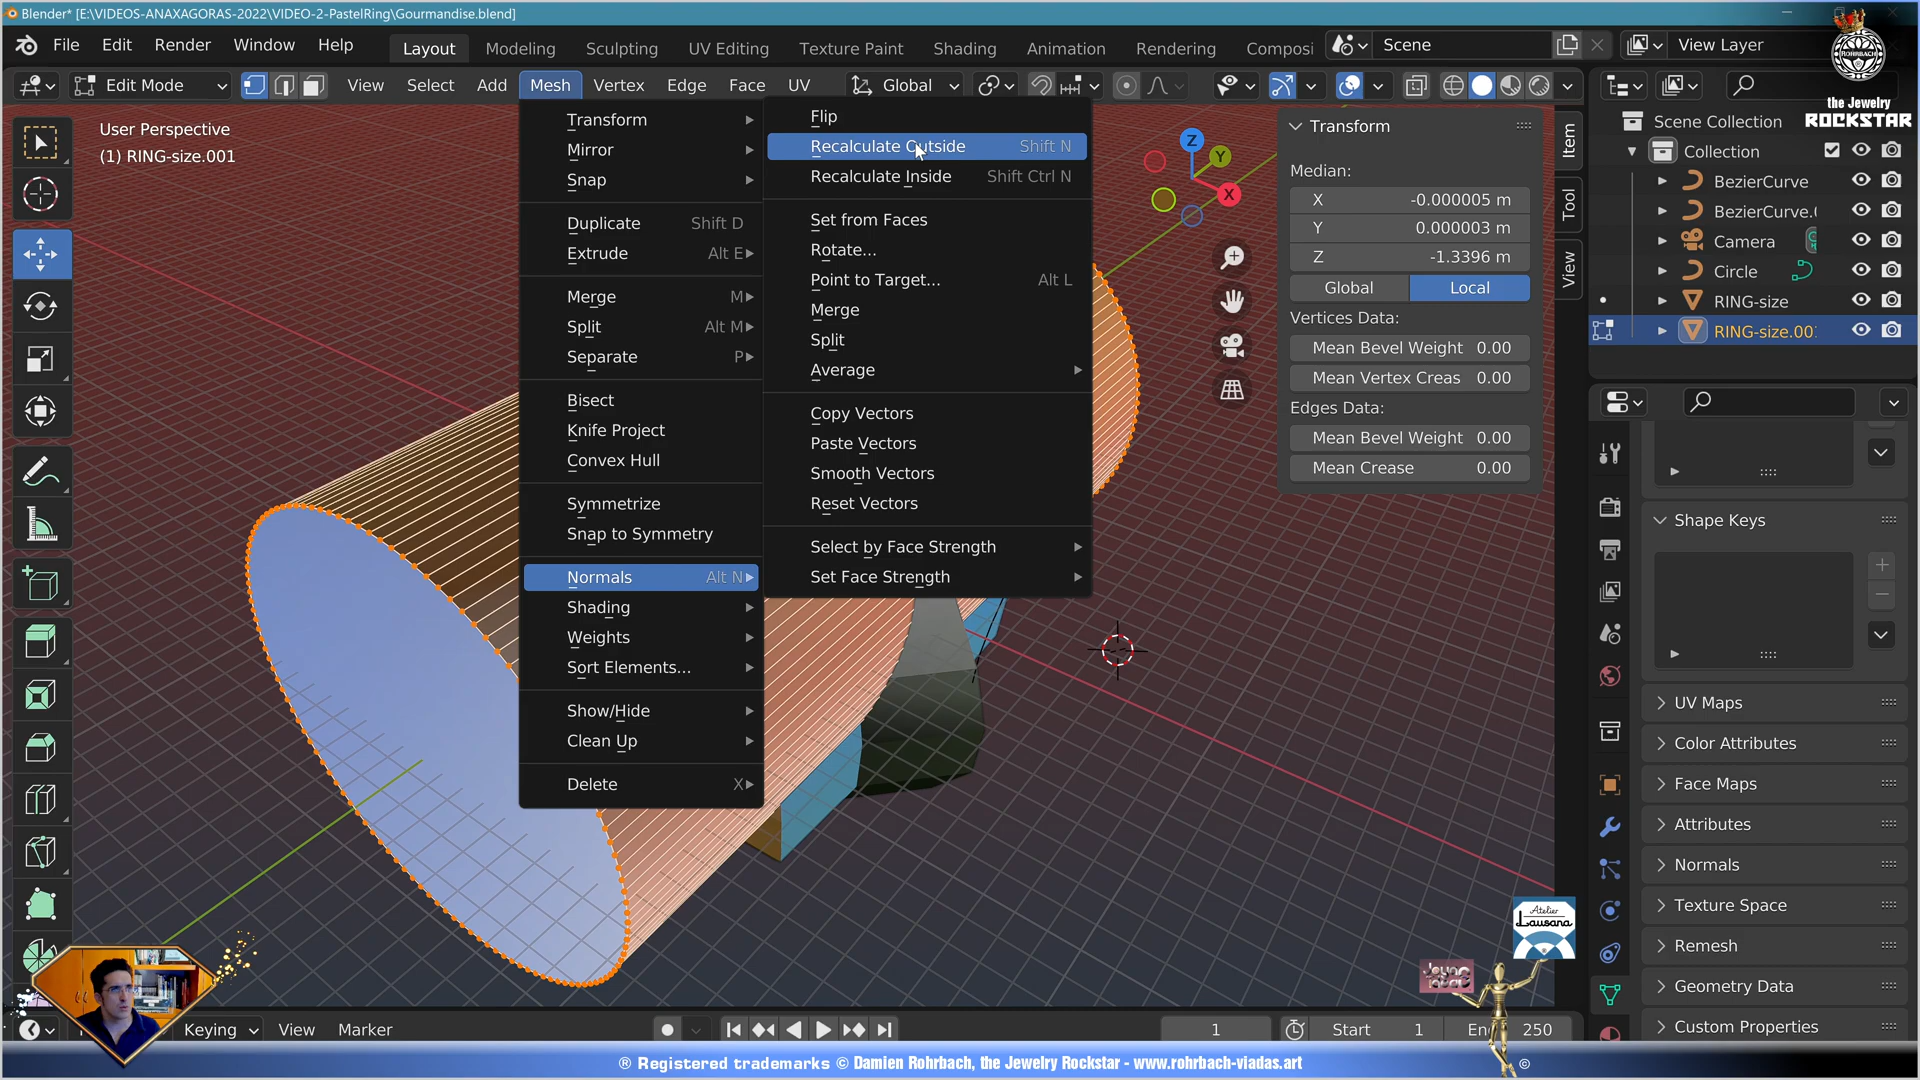 Blender* [E:\VIDEOS-ANAXAGORAS-2022\VIDEO-2-PastelRing\Gourmandise.blend]
File Edit Render Window Help Layout Modeling Sculpting UV Editing Texture Paint Shading Animation Rendering Composi Scene View Layer
Edit Mode View Select Add Mesh Vertex Edge Face UV Global
the Jewelry
ROCKSTAR
User Perspective
(1) RING-size.001
Transform
Mirror
Snap
Duplicate Shift D
Extrude Alt E
Merge M
Split Alt M
Separate P
Bisect
Knife Project
Convex Hull
Symmetrize
Snap to Symmetry
Normals Alt N
Shading
Weights
Sort Elements...
Show/Hide
Clean Up
Delete X
Flip
Recalculate Outside Shift N
Recalculate Inside Shift Ctrl N
Set from Faces
Rotate...
Point to Target... Alt L
Merge
Split
Average
Copy Vectors
Paste Vectors
Smooth Vectors
Reset Vectors
Select by Face Strength
Set Face Strength
Z
Y
X
Transform
Median:
X -0.000005 m
Y 0.000003 m
Z -1.3396 m
Global Local
Vertices Data:
Mean Bevel Weight 0.00
Mean Vertex Creas 0.00
Edges Data:
Mean Bevel Weight 0.00
Mean Crease 0.00
Item
Tool
View
Scene Collection
Collection
BezierCurve
BezierCurve.
Camera
Circle
RING-size
RING-size.00
Shape Keys
UV Maps
Color Attributes
Face Maps
Attributes
Normals
Texture Space
Remesh
Geometry Data
Custom Properties
Atelier
Lausana
Keying View Marker 1 Start 1 En 250
® Registered trademarks © Damien Rohrbach, the Jewelry Rockstar - www.rohrbach-viadas.art ©